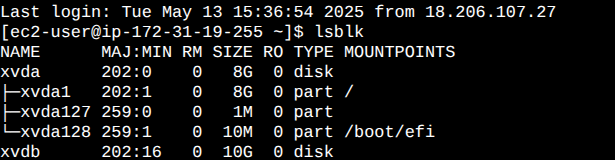 Last login: Tue May 13 15:36:54 2025 from 18.206.107.27
[ec2-user@ip-172-31-19-255 ~]$ lsblk
NAME      MAJ:MIN RM SIZE RO TYPE MOUNTPOINTS
xvda      202:0    0   8G  0 disk
├─xvda1   202:1    0   8G  0 part /
├─xvda127 259:0    0   1M  0 part
└─xvda128 259:1    0  10M  0 part /boot/efi
xvdb      202:16   0  10G  0 disk